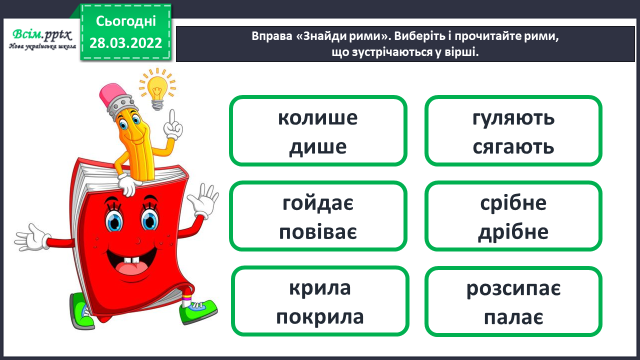 Всім.pptx
Нова українська школа
Сьогодні
28.03.2022
Вправа «Знайди рими». Виберіть і прочитайте рими,
що зустрічаються у вірші.
колише
дише
гуляють
сягають
гойдає
повіває
срібне
дрібне
крила
покрила
розсипає
палає